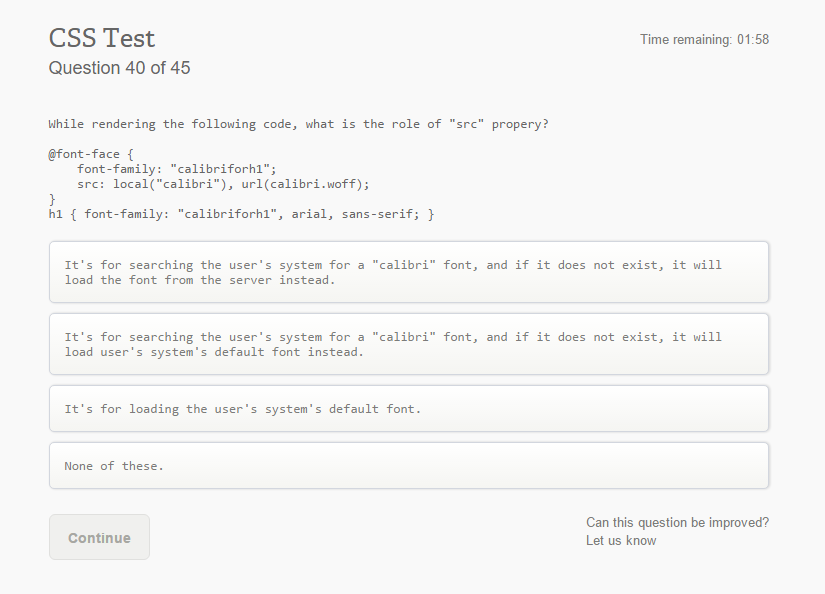 CSS Test
Time remaining: 01:58
Question 40 of 45
While rendering the following code, what is the role of "src" propery?
@font-face {
    font-family: "calibriforh1";
    src: local("calibri"), url(calibri.woff);
}
h1 { font-family: "calibriforh1", arial, sans-serif; }
It's for searching the user's system for a "calibri" font, and if it does not exist, it will
load the font from the server instead.
It's for searching the user's system for a "calibri" font, and if it does not exist, it will
load user's system's default font instead.
It's for loading the user's system's default font.
None of these.
Continue
Can this question be improved?
Let us know